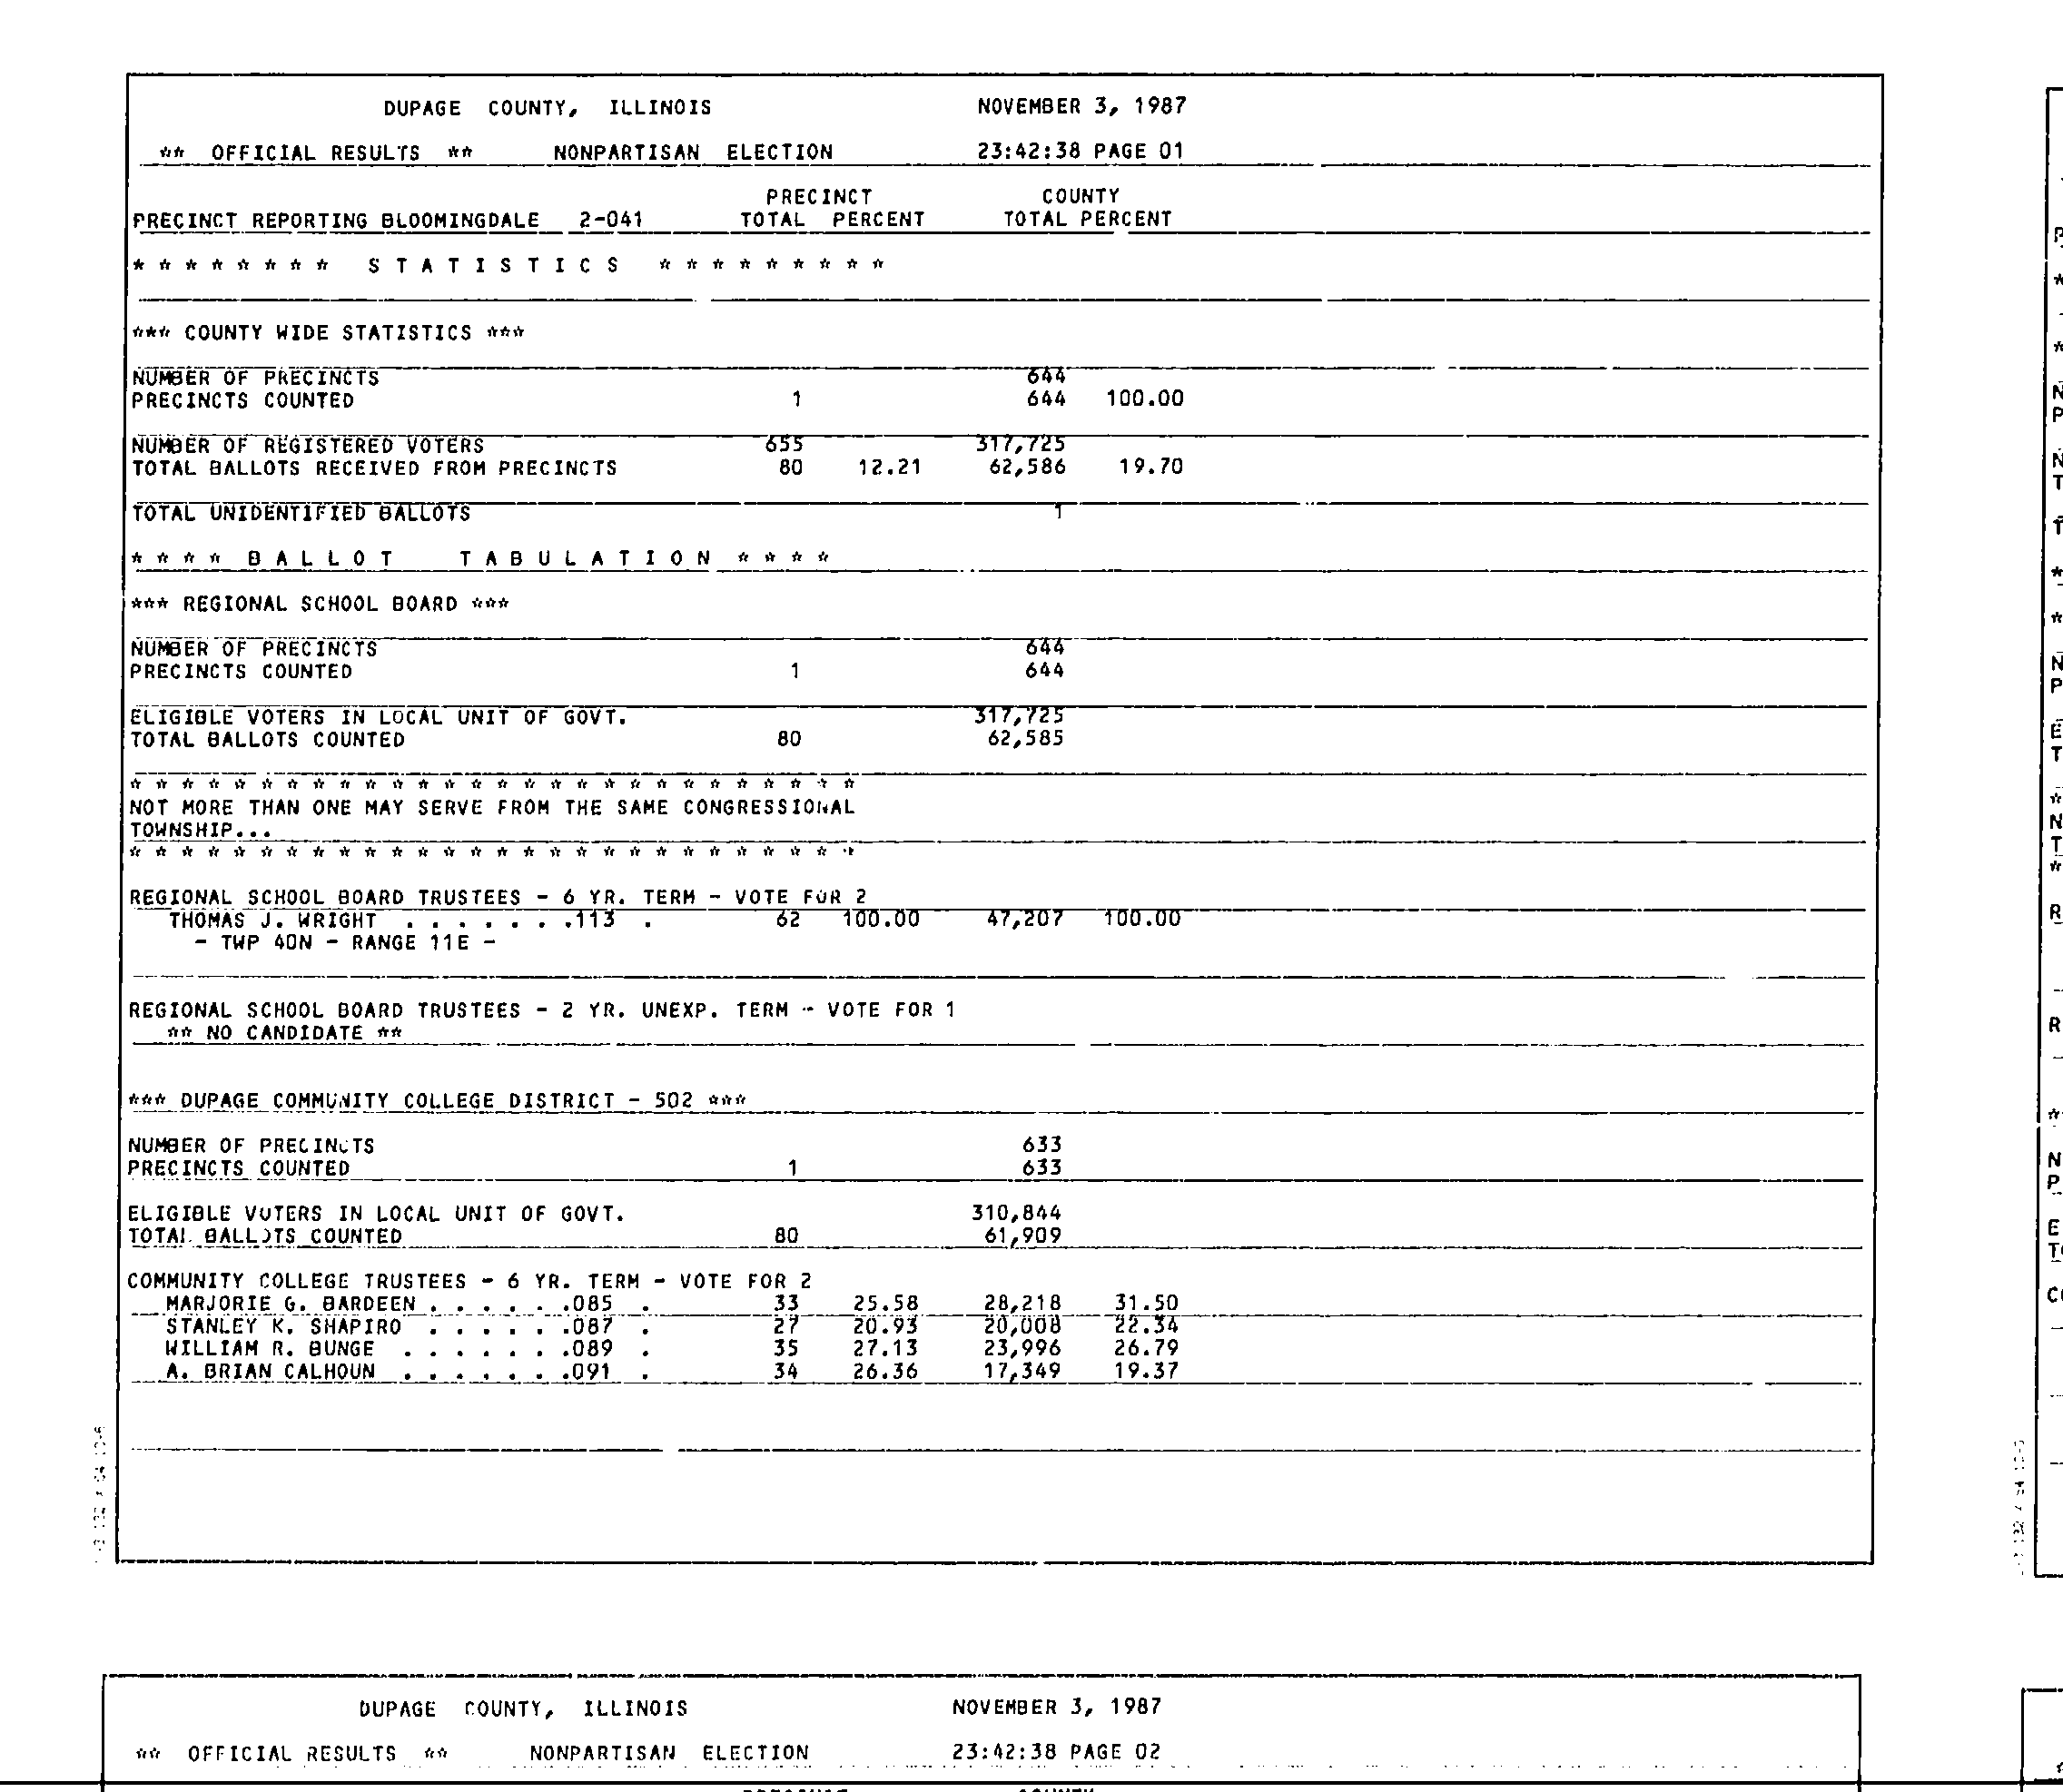 DUPAGE COUNTY, ILLINOIS NOVEMBER 3, 1987
** OFFICIAL RESULTS ** NONPARTISAN ELECTION 23:42:38 PAGE 01
PRECINCT COUNTY
PRECINCT REPORTING BLOOMINGDALE 2-041 TOTAL PERCENT TOTAL PERCENT
* * * * * * * * S T A T I S T I C S * * * * * * * * *
*** COUNTY WIDE STATISTICS ***
NUMBER OF PRECINCTS 644
PRECINCTS COUNTED 1 644 100.00
NUMBER OF REGISTERED VOTERS 655 317,725
TOTAL BALLOTS RECEIVED FROM PRECINCTS 80 12.21 62,586 19.70
TOTAL UNIDENTIFIED BALLOTS 1
* * * * B A L L O T T A B U L A T I O N * * * *
*** REGIONAL SCHOOL BOARD ***
NUMBER OF PRECINCTS 644
PRECINCTS COUNTED 1 644
ELIGIBLE VOTERS IN LOCAL UNIT OF GOVT. 317,725
TOTAL BALLOTS COUNTED 80 62,585
* * * * * * * * * * * * * * * * * * * * * * * * * * * *
NOT MORE THAN ONE MAY SERVE FROM THE SAME CONGRESSIONAL
TOWNSHIP...
* * * * * * * * * * * * * * * * * * * * * * * * * * * *
REGIONAL SCHOOL BOARD TRUSTEES - 6 YR. TERM - VOTE FOR 2
THOMAS J. WRIGHT . . . . . . .113 . 62 100.00 47,207 100.00
- TWP 40N - RANGE 11E -
REGIONAL SCHOOL BOARD TRUSTEES - 2 YR. UNEXP. TERM - VOTE FOR 1
** NO CANDIDATE **
*** DUPAGE COMMUNITY COLLEGE DISTRICT - 502 ***
NUMBER OF PRECINCTS 633
PRECINCTS COUNTED 1 633
ELIGIBLE VOTERS IN LOCAL UNIT OF GOVT. 310,844
TOTAL BALLOTS COUNTED 80 61,909
COMMUNITY COLLEGE TRUSTEES - 6 YR. TERM - VOTE FOR 2
MARJORIE G. BARDEEN . . . . . .085 . 33 25.58 28,218 31.50
STANLEY K. SHAPIRO . . . . . .087 . 27 20.93 20,008 22.34
WILLIAM R. BUNGE . . . . . . .089 . 35 27.13 23,996 26.79
A. BRIAN CALHOUN . . . . . . .091 . 34 26.36 17,349 19.37
DUPAGE COUNTY, ILLINOIS NOVEMBER 3, 1987
** OFFICIAL RESULTS ** NONPARTISAN ELECTION 23:42:38 PAGE 02